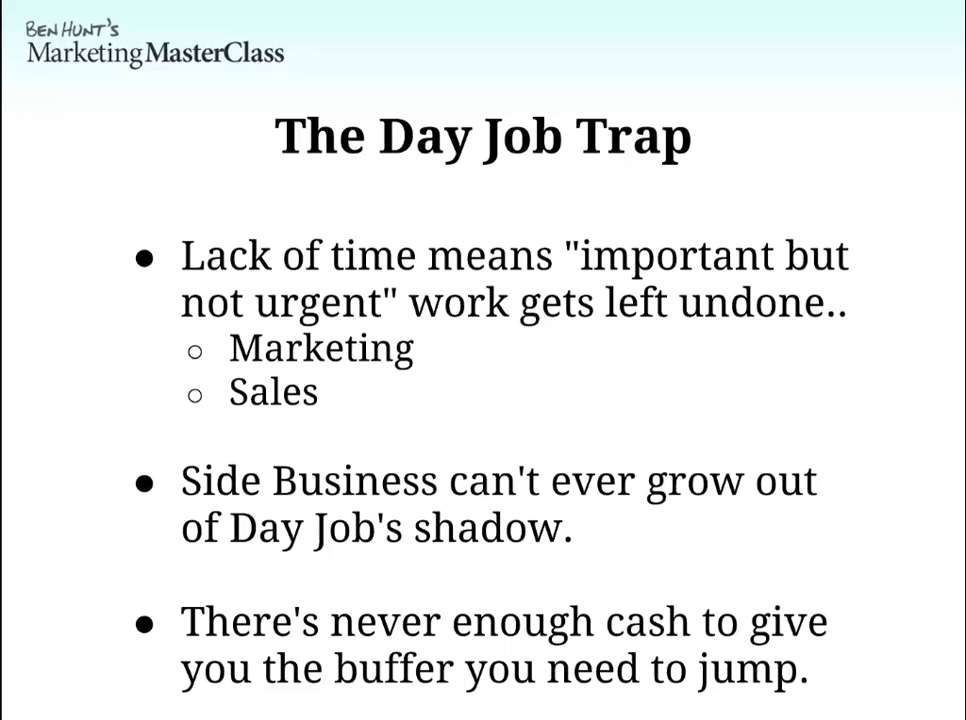 BEN HUNT'S
MarketingMasterClass
The Day Job Trap
● Lack of time means "important but
not urgent" work gets left undone..
○ Marketing
○ Sales
● Side Business can't ever grow out
of Day Job's shadow.
● There's never enough cash to give
you the buffer you need to jump.